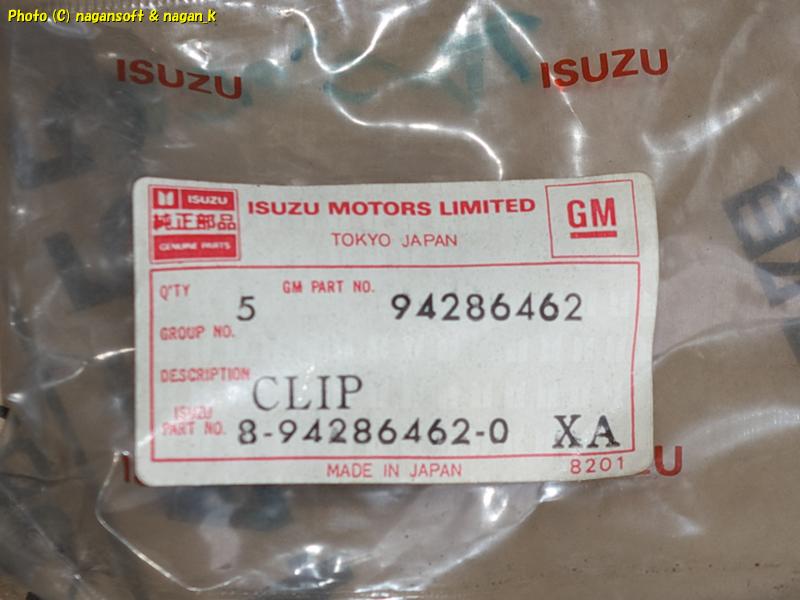 Photo (C) nagansoft & nagan_k
ISUZU
ISUZU
ISUZU
純正部品
GENUINE PARTS
ISUZU MOTORS LIMITED
TOKYO JAPAN
GM
Q'TY 5 GM PART NO. 94286462
GROUP NO.
DESCRIPTION CLIP
ISUZU PART NO. 8-94286462-0 XA
MADE IN JAPAN 8201